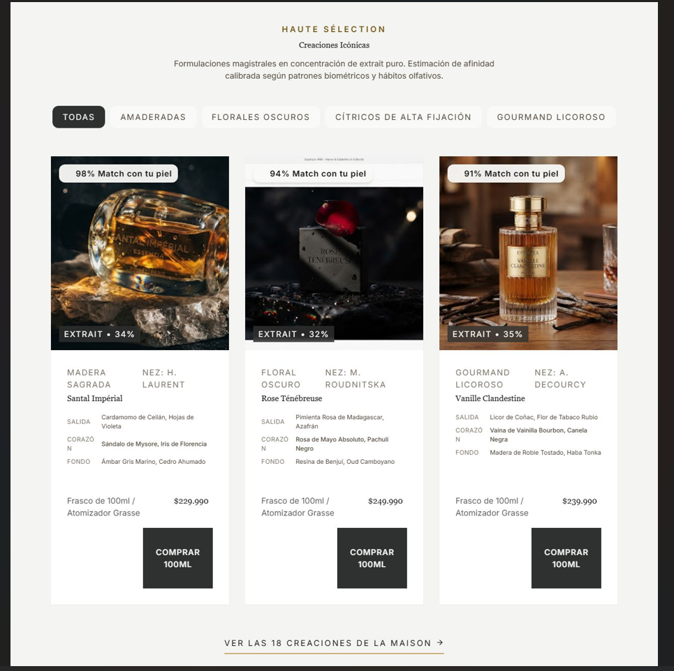 HAUTE SÉLECTION
Creaciones Icónicas
Formulaciones magistrales en concentración de extrait puro. Estimación de afinidad
calibrada según patrones biométricos y hábitos olfativos.
TODAS
AMADERADAS
FLORALES OSCUROS
CÍTRICOS DE ALTA FIJACIÓN
GOURMAND LICOROSO
98% Match con tu piel
SANTAL IMPÉRIAL
EXTRAIT • 34%
MADERA NEZ: H.
SAGRADA LAURENT
Santal Impérial
SALIDA Cardamomo de Ceilán, Hojas de
Violeta
CORAZÓ
N Sándalo de Mysore, Iris de Florencia
FONDO Ámbar Gris Marino, Cedro Ahumado
Frasco de 100ml / $229.990
Atomizador Grasse
COMPRAR
100ML
94% Match con tu piel
ROSE
TÉNÉBREUSE
EXTRAIT • 32%
FLORAL NEZ: M.
OSCURO ROUDNITSKA
Rose Ténébreuse
SALIDA Pimienta Rosa de Madagascar,
Azafrán
CORAZÓ
N Rosa de Mayo Absoluto, Pachulí
Negro
FONDO Resina de Benjuí, Oud Camboyano
Frasco de 100ml / $249.990
Atomizador Grasse
COMPRAR
100ML
91% Match con tu piel
VANILLE
CLANDESTINE
EXTRAIT • 35%
GOURMAND NEZ: A.
LICOROSO DECOURCY
Vanille Clandestine
SALIDA Licor de Coñac, Flor de Tabaco Rubio
CORAZÓ
N Vaina de Vainilla Bourbon, Canela
Negra
FONDO Madera de Roble Tostado, Haba Tonka
Frasco de 100ml / $239.990
Atomizador Grasse
COMPRAR
100ML
VER LAS 18 CREACIONES DE LA MAISON →